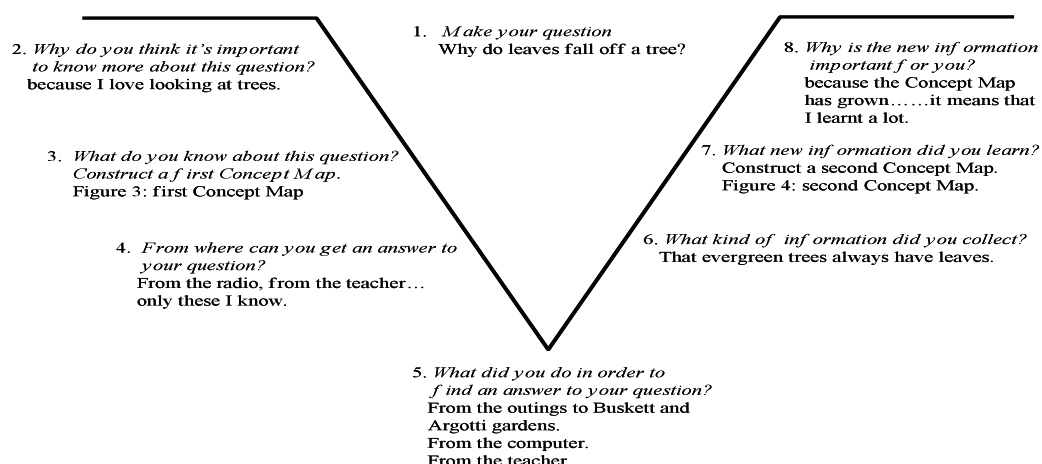 1. Make your question
Why do leaves fall off a tree?
2. Why do you think it's important
to know more about this question?
because I love looking at trees.
3. What do you know about this question?
Construct a first Concept Map.
Figure 3: first Concept Map
4. From where can you get an answer to
your question?
From the radio, from the teacher…
only these I know.
5. What did you do in order to
find an answer to your question?
From the outings to Buskett and
Argotti gardens.
From the computer.
From the teacher
6. What kind of information did you collect?
That evergreen trees always have leaves.
7. What new information did you learn?
Construct a second Concept Map.
Figure 4: second Concept Map.
8. Why is the new information
important for you?
because the Concept Map
has grown……it means that
I learnt a lot.